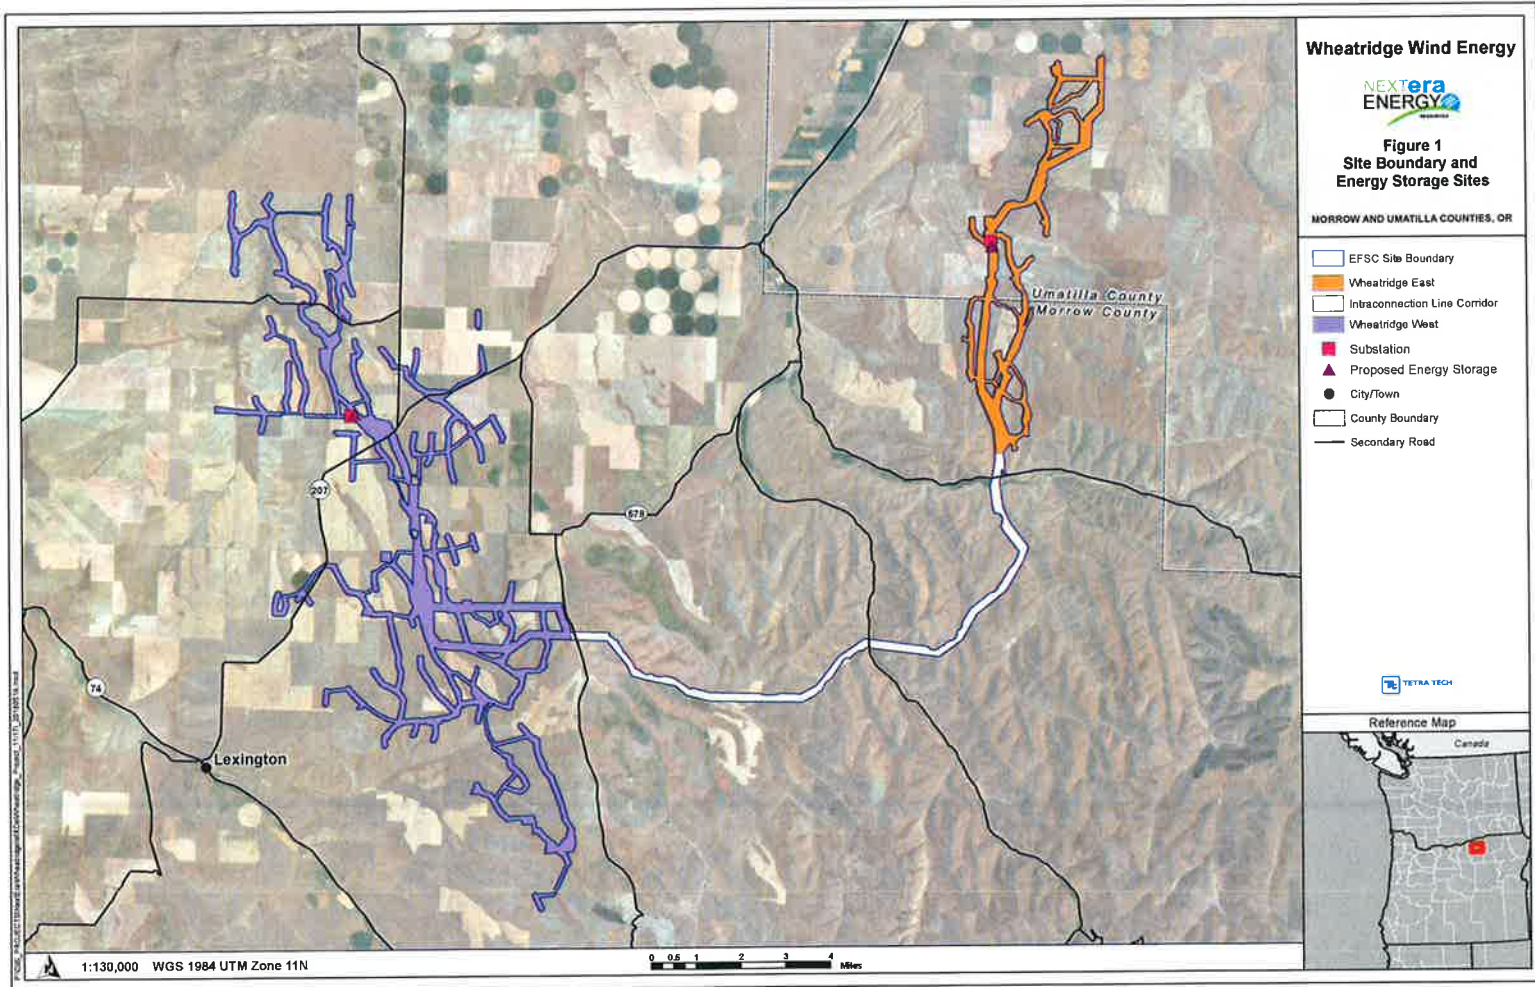 Wheatridge Wind Energy
NEXTera
ENERGY
RESOURCES
Figure 1
Site Boundary and
Energy Storage Sites
MORROW AND UMATILLA COUNTIES, OR
EFSC Site Boundary
Wheatridge East
Intraconnection Line Corridor
Wheatridge West
Substation
Proposed Energy Storage
City/Town
County Boundary
Secondary Road
TETRA TECH
Reference Map
Canada
Umatilla County
Morrow County
207
678
74
Lexington
1:130,000 WGS 1984 UTM Zone 11N
0 0.5 1 2 3 4
Miles